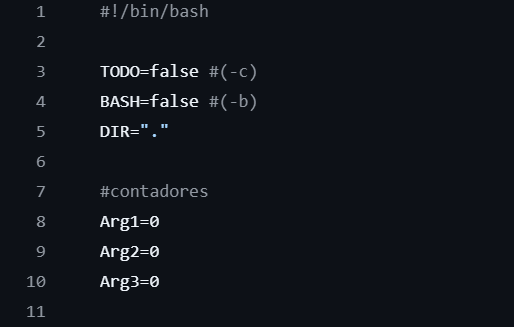 1 #!/bin/bash
2
3 TODO=false #(-c)
4 BASH=false #(-b)
5 DIR="."
6
7 #contadores
8 Arg1=0
9 Arg2=0
10 Arg3=0
11